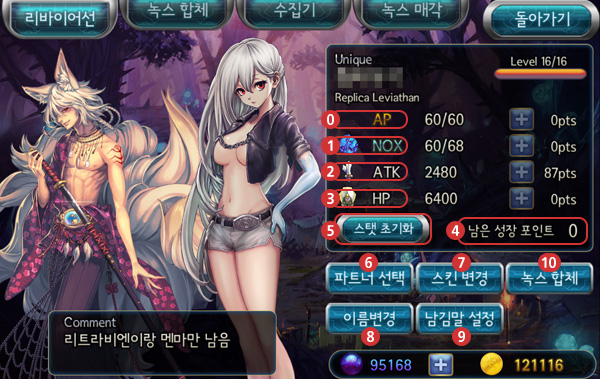 리바이어선
녹스 합체
수집기
녹스 매각
돌아가기
Unique
Level 16/16
Replica Leviathan
0 AP 60/60 + 0pts
1 NOX 60/68 + 0pts
2 ATK 2480 + 87pts
3 HP 6400 + 0pts
5 스탯 초기화
4 남은 성장 포인트 0
6 파트너 선택
7 스킨 변경
10 녹스 합체
이름변경 8
남김말 설정 9
Comment
리트라비엔이랑 멘마만 남음
95168 +
121116